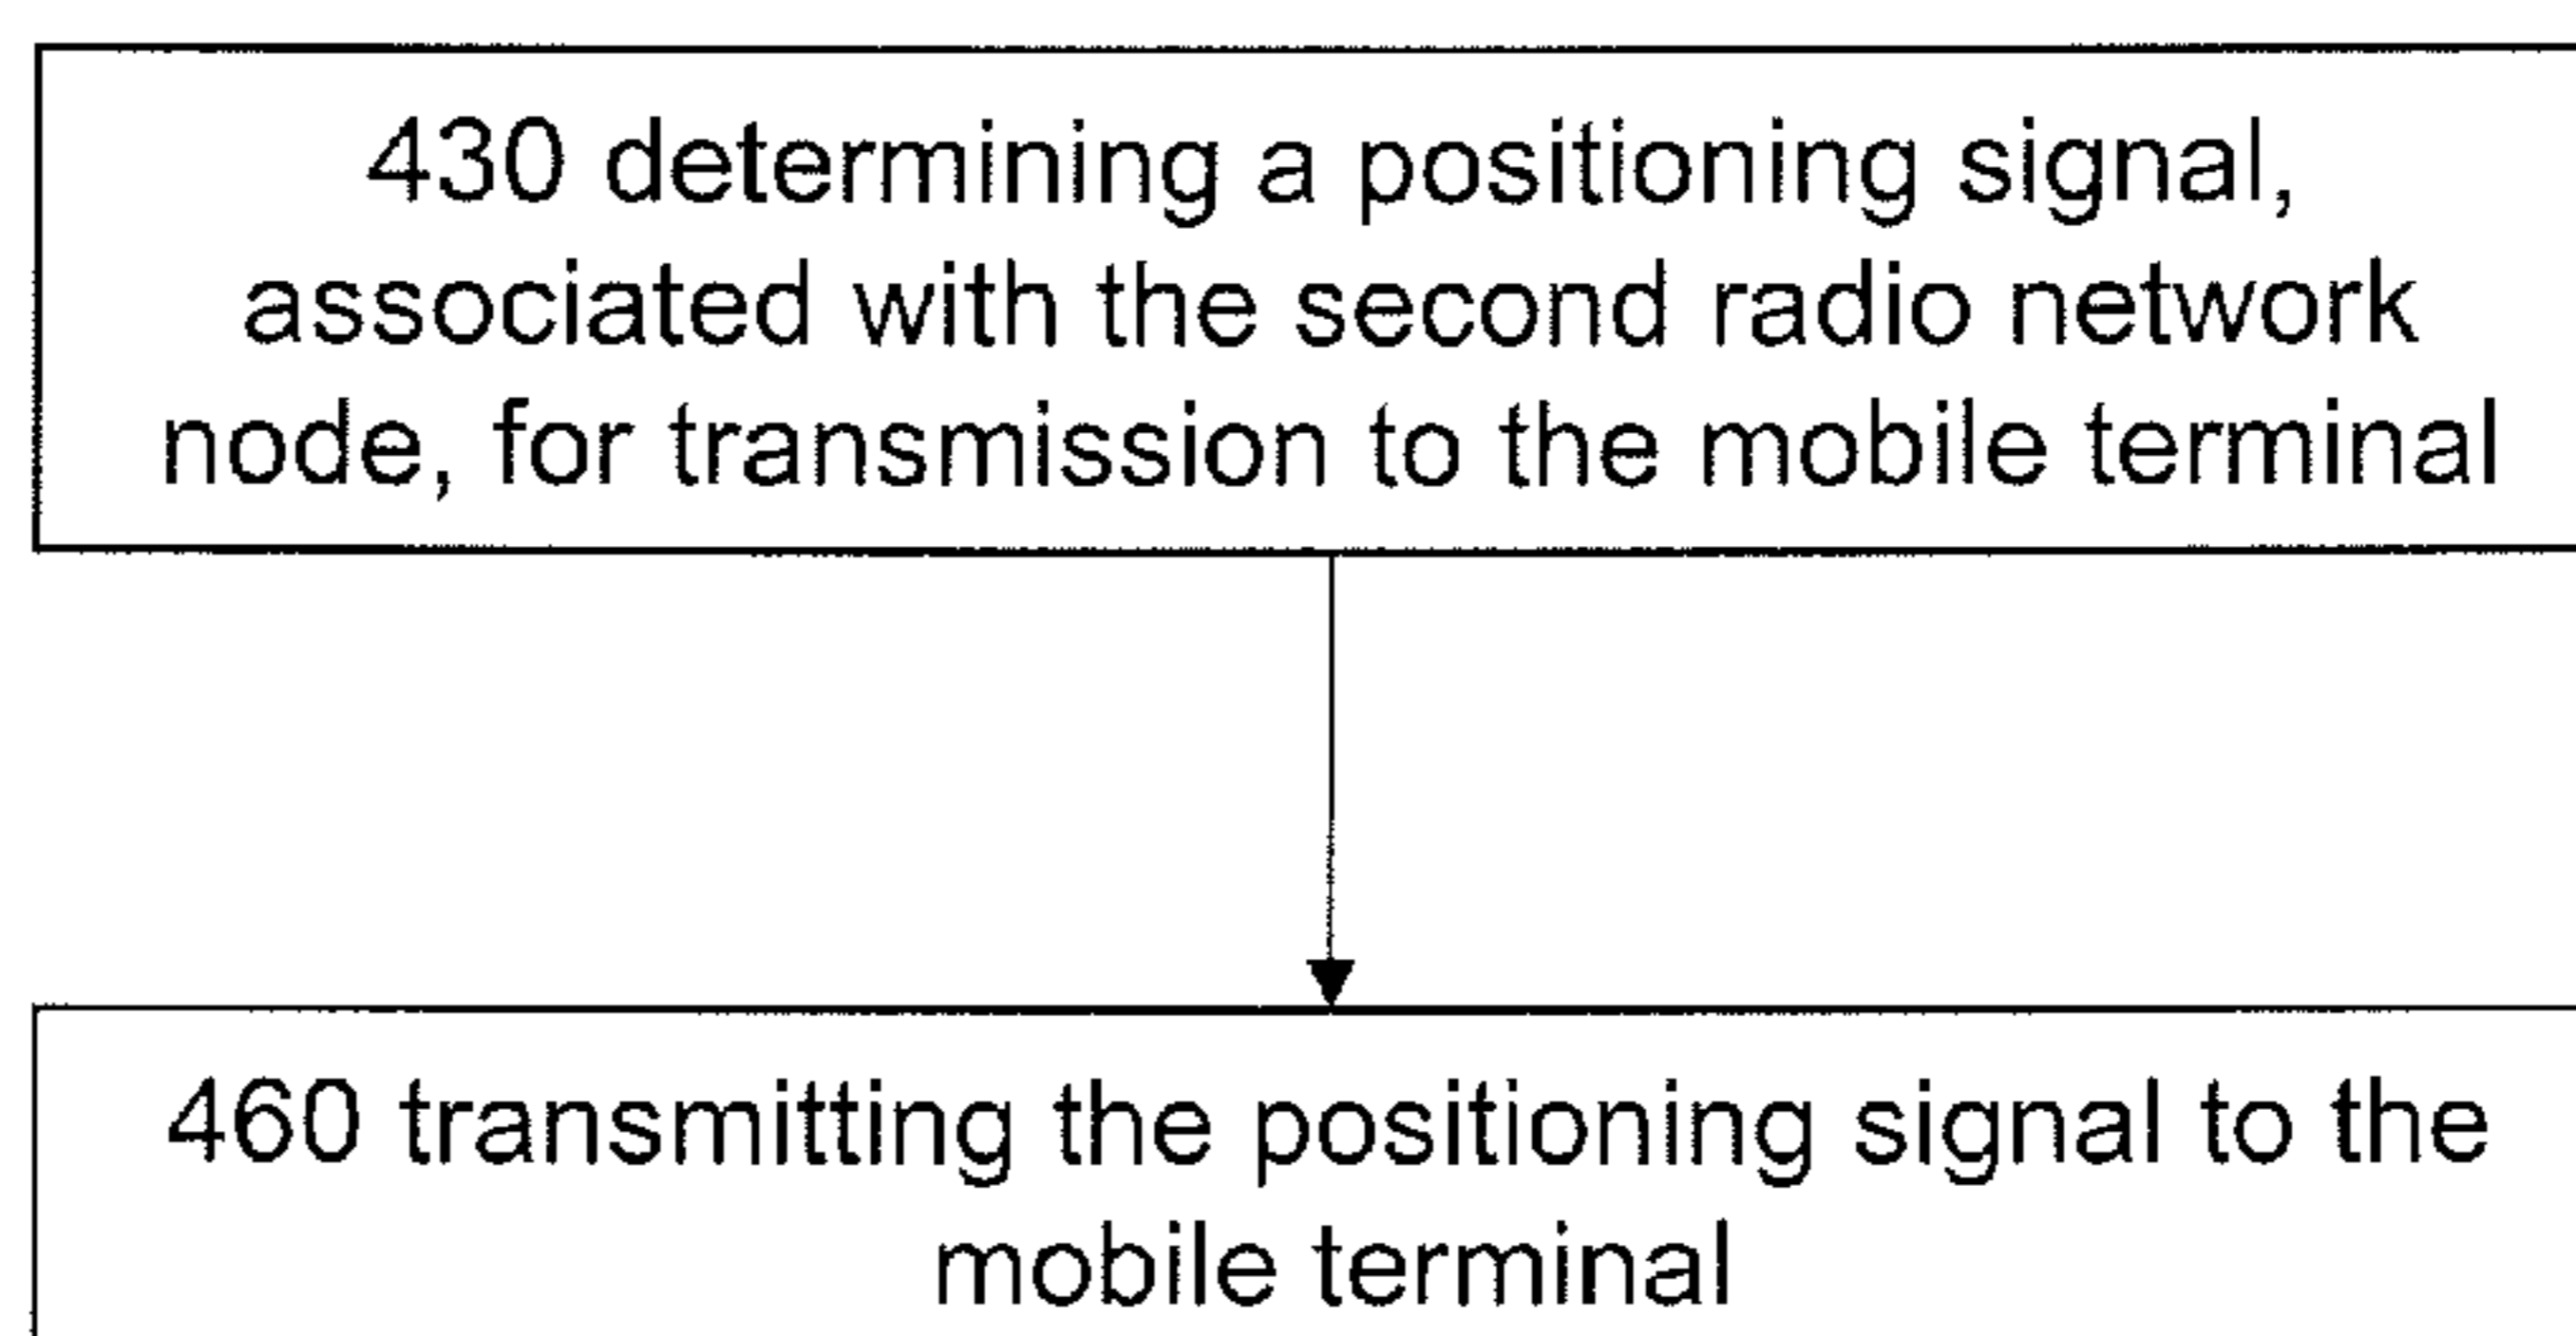 430 determining a positioning signal,
associated with the second radio network
node, for transmission to the mobile terminal
460 transmitting the positioning signal to the
mobile terminal